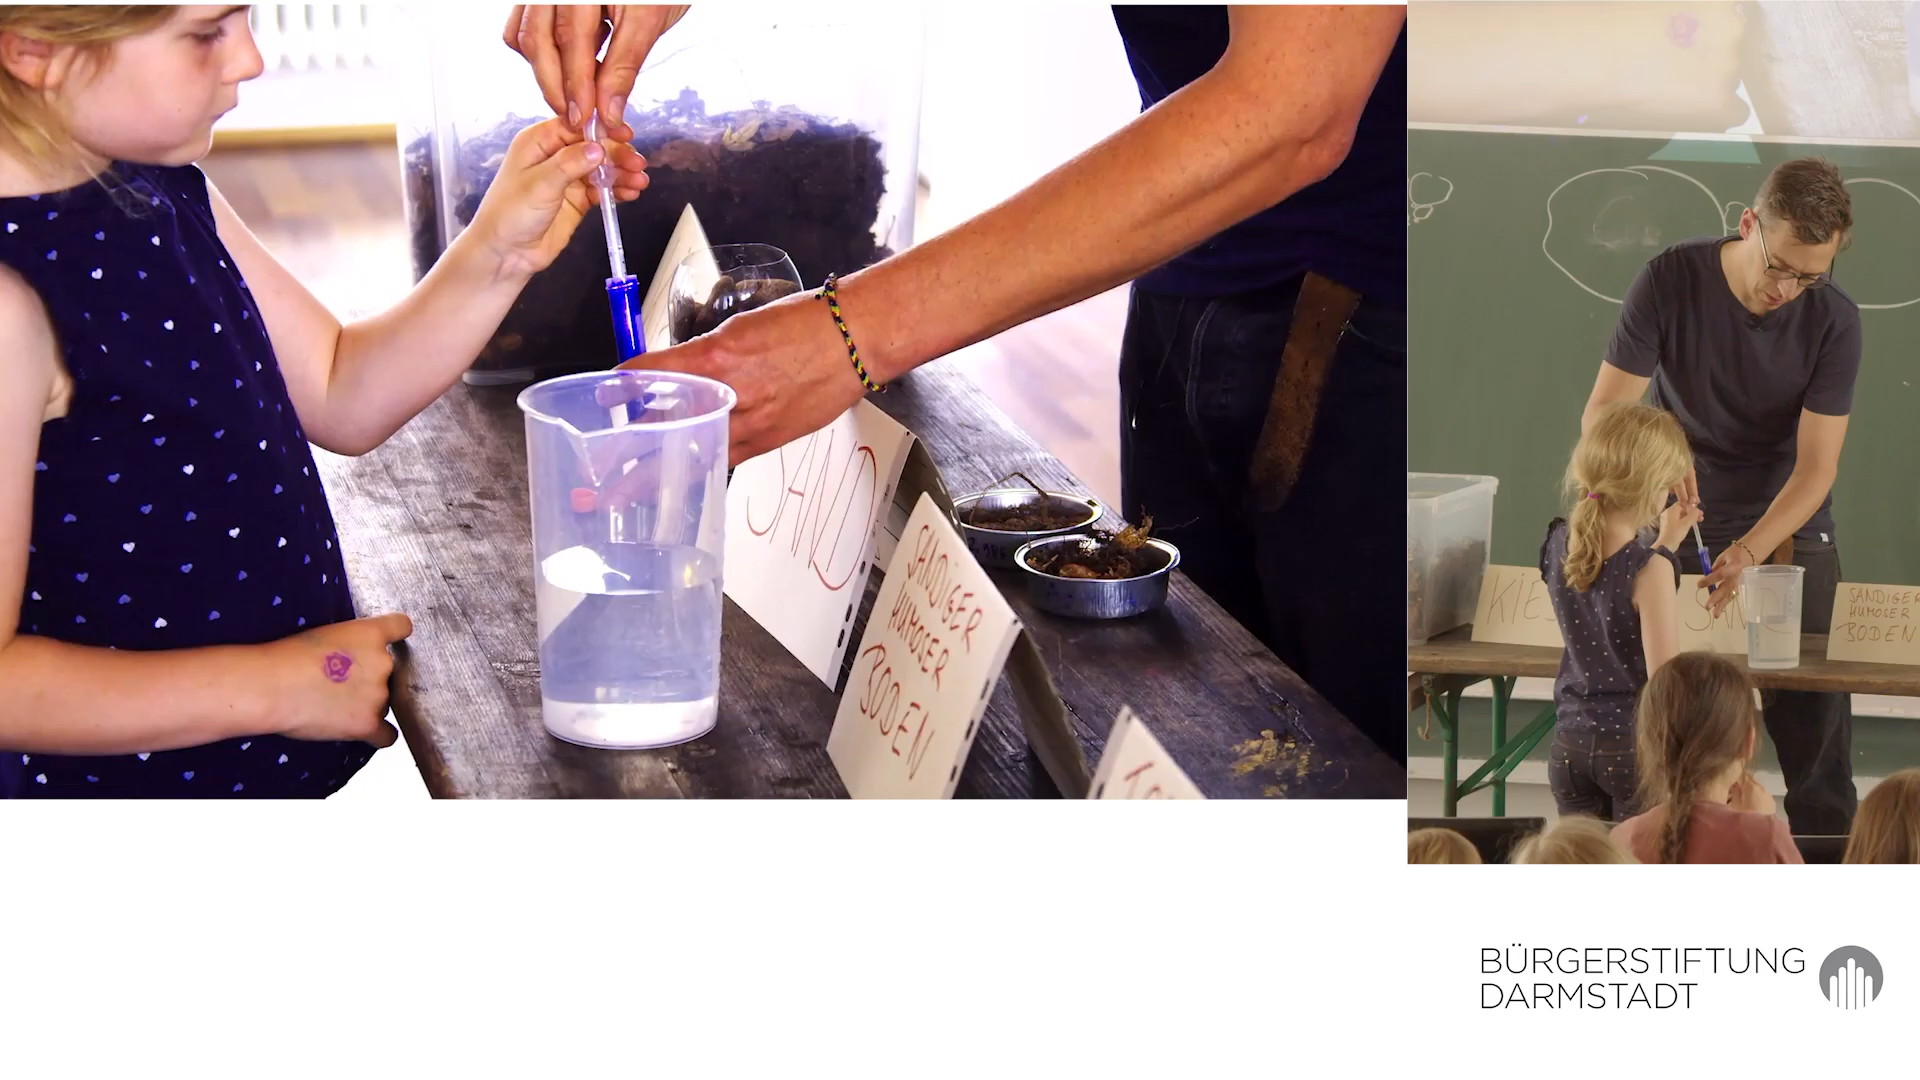 SAND
SANDIGER
HUMOSER
BODEN
KIES
SAND
SANDIGER
HUMOSER
BODEN
BÜRGERSTIFTUNG
DARMSTADT